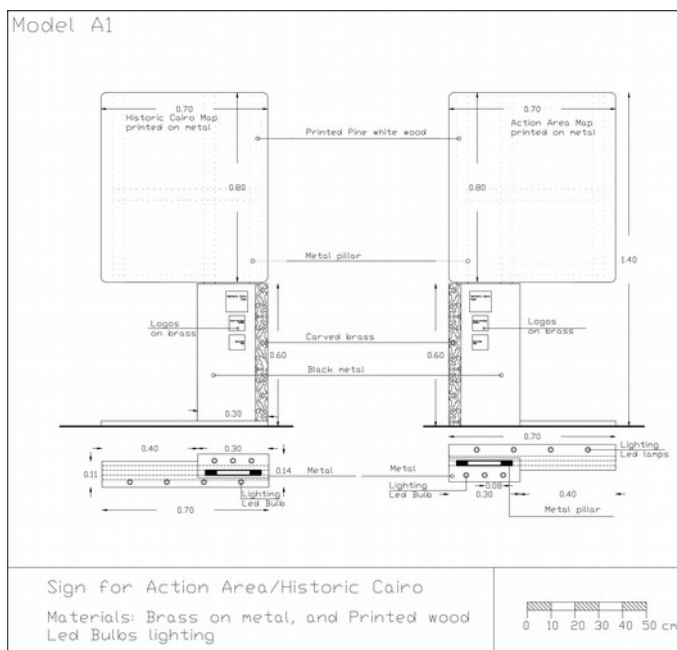 Model A1
0.70
Historic Cairo Map
printed on metal
0.80
Printed Pine white wood
0.70
Action Area Map
printed on metal
0.80
Metal pillar
1.40
Logos
on brass
Carved brass
0.60
0.60
Logos
on brass
Black metal
0.30
0.40
0.30
0.11
0.14
Metal
Lighting
Led Bulb
0.70
0.70
Lighting
Led lamps
Metal
Lighting
Led Bulb
0.08
0.30
0.40
Metal pillar
Sign for Action Area/Historic Cairo
Materials: Brass on metal, and Printed wood
Led Bulbs lighting
0 10 20 30 40 50 cm